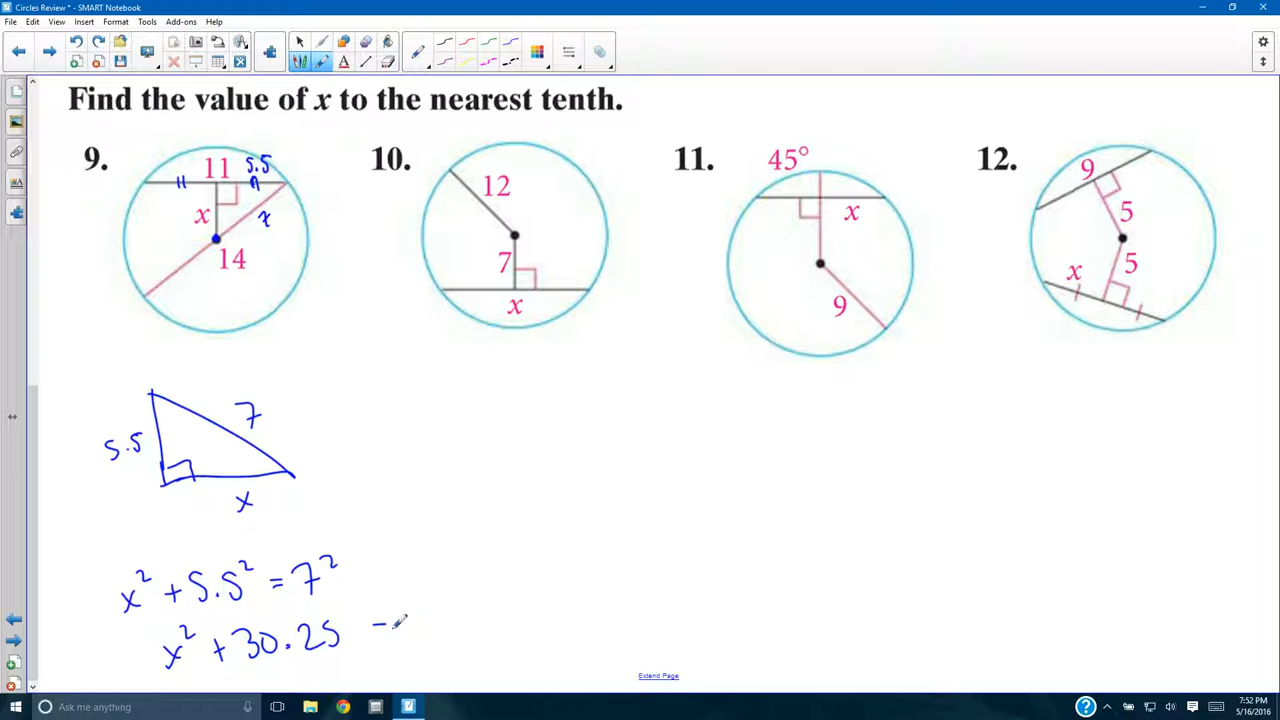 Circles Review * - SMART Notebook
File Edit View Insert Format Tools Add-ons Help
Find the value of x to the nearest tenth.
9.
11
5.5
x
7
14
10.
12
7
x
11.
45°
x
9
12.
9
5
5
x
5.5
7
x
x² + 5.5² = 7²
x² + 30.25 =
Extend Page
Ask me anything
7:52 PM
5/16/2016